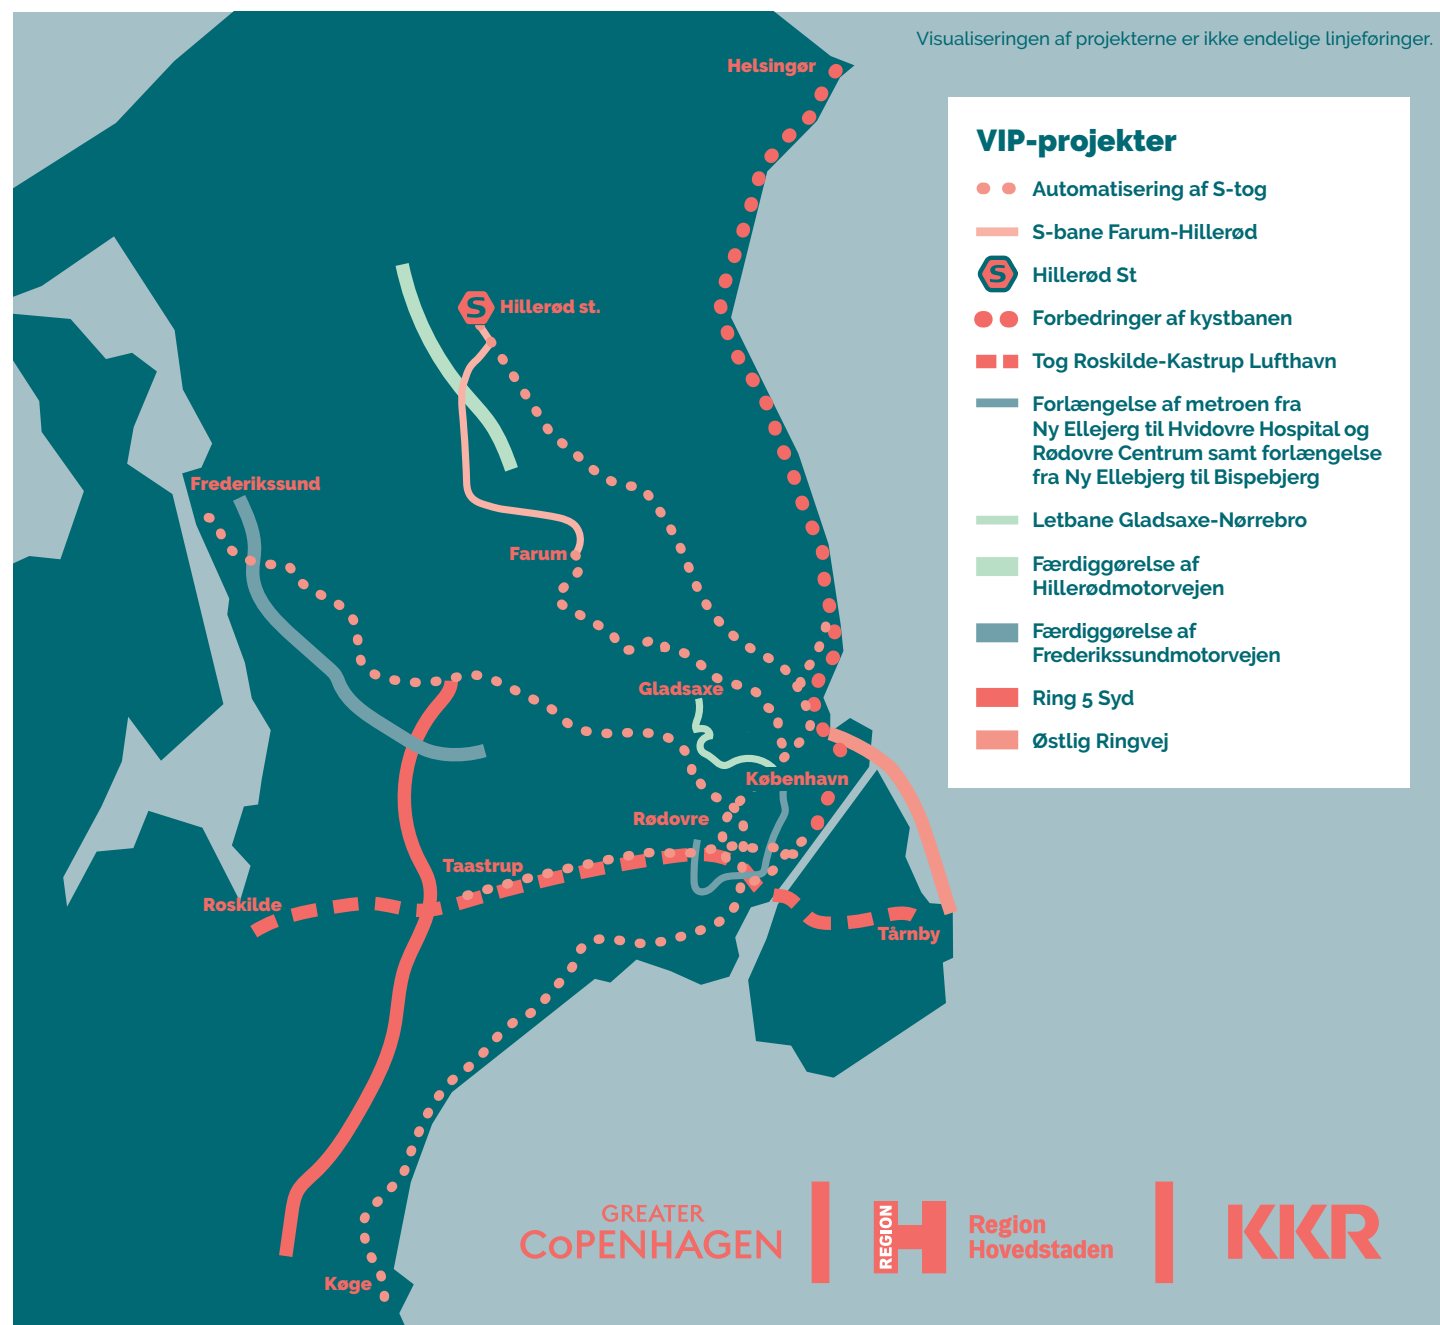 Visualiseringen af projekterne er ikke endelige linjeføringer.
Helsingør
VIP-projekter
Automatisering af S-tog
S-bane Farum-Hillerød
S
Hillerød St
Forbedringer af kystbanen
Tog Roskilde-Kastrup Lufthavn
Forlængelse af metroen fra
Ny Ellejerg til Hvidovre Hospital og
Rødovre Centrum samt forlængelse
fra Ny Ellebjerg til Bispebjerg
Letbane Gladsaxe-Nørrebro
Færdiggørelse af
Hillerødmotorvejen
Færdiggørelse af
Frederikssundmotorvejen
Ring 5 Syd
Østlig Ringvej
S
Hillerød st.
Frederikssund
Farum
Gladsaxe
København
Rødovre
Taastrup
Roskilde
Tårnby
Køge
GREATER
CoPENHAGEN
REGION
H
Region
Hovedstaden
KKR